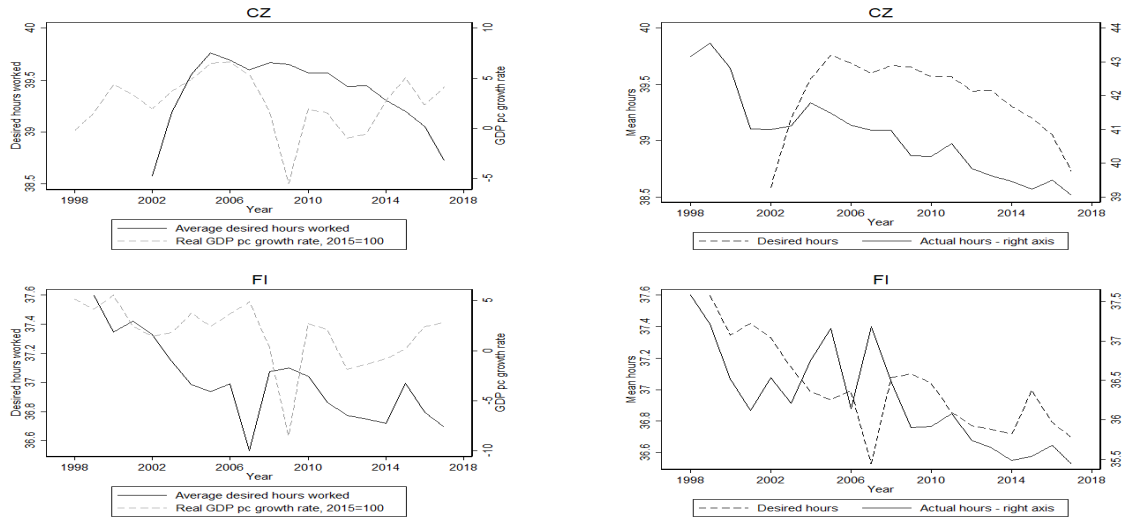 CZ
Desired hours worked
38.5 39 39.5 40
GDP pc growth rate
-5 0 5 10
1998 2002 2006 2010 2014 2018
Year
Average desired hours worked
Real GDP pc growth rate, 2015=100
CZ
Mean hours
38.5 39 39.5 40
39 40 41 42 43 44
1998 2002 2006 2010 2014 2018
Year
Desired hours
Actual hours - right axis
FI
Desired hours worked
36.6 36.8 37 37.2 37.4 37.6
GDP pc growth rate
-10 -5 0 5
1998 2002 2006 2010 2014 2018
Year
Average desired hours worked
Real GDP pc growth rate, 2015=100
FI
Mean hours
36.6 36.8 37 37.2 37.4 37.6
35.5 36 36.5 37 37.5
1998 2002 2006 2010 2014 2018
Year
Desired hours
Actual hours - right axis